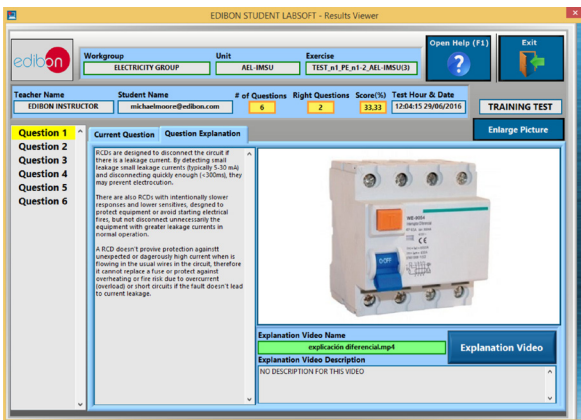 EDIBON STUDENT LABSOFT - Results Viewer
edibon
Workgroup
ELECTRICITY GROUP
Unit
AEL-IMSU
Exercise
TEST_n1_PE_n1-2_AEL-IMSU(3)
Open Help (F1)
?
Exit
Teacher Name
EDIBON INSTRUCTOR
Student Name
michaelmoore@edibon.com
# of Questions
6
Right Questions
2
Score(%)
33,33
Test Hour & Date
12:04:15 29/06/2016
TRAINING TEST
Question 1
Question 2
Question 3
Question 4
Question 5
Question 6
Current Question
Question Explanation
Enlarge Picture
RCDs are designed to disconnect the circuit if
there is a leakage current. By detecting small
leakage small leakage currents (typically 5-30 mA)
and disconnecting quickly enough (<300ms), they
may prevent electrocution.
There are also RCDs with intentionally slower
responses and lower sensitives, desgned to
protect equipment or avoid starting electrical
fires, but not disconnect unnecessarily the
equipment with greater leakage currents in
normal operation.
A RCD doesn't provive protection againstt
unexpected or dagerously high current when is
flowing in the usual wires in the circuit, therefore
it cannot replace a fuse or protect against
overheating or fire risk due to overcurrent
(overload) or short circuits if the fault doesn't lead
to current leakage.
OFF
CE
Explanation Video Name
explicación diferencial.mp4
Explanation Video
Explanation Video Description
NO DESCRIPTION FOR THIS VIDEO